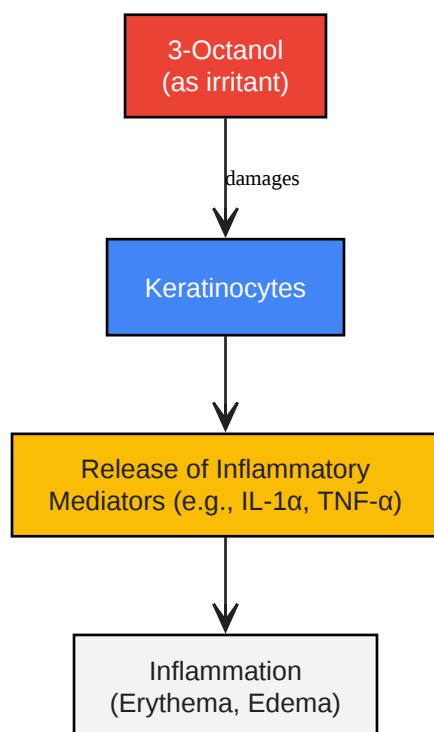 3-Octanol
(as irritant)
damages
Keratinocytes
Release of Inflammatory
Mediators (e.g., IL-1α, TNF-α)
Inflammation
(Erythema, Edema)